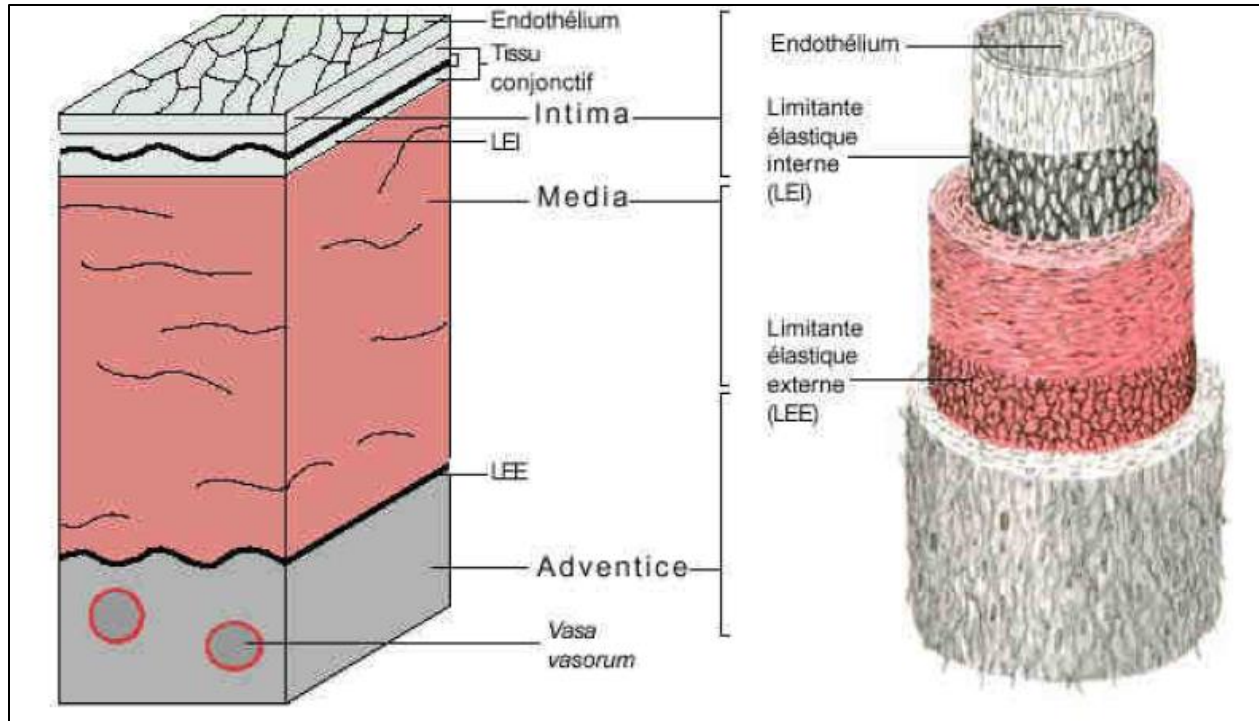 Endothélium
Tissu
conjonctif
Intima
LEI
Media
LEE
Adventice
Vasa
vasorum
Endothélium
Limitante
élastique
interne
(LEI)
Limitante
élastique
externe
(LEE)